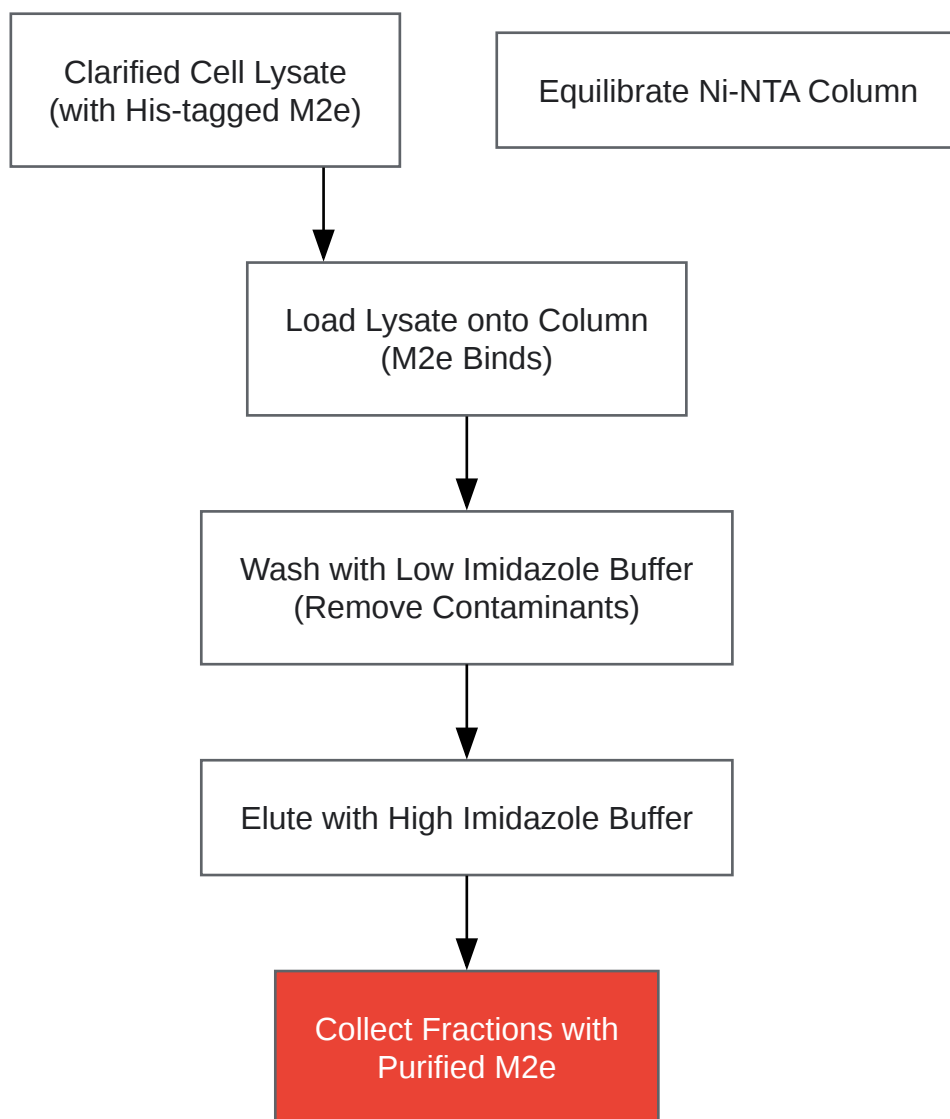 Clarified Cell Lysate
(with His-tagged M2e)
Equilibrate Ni-NTA Column
Load Lysate onto Column
(M2e Binds)
Wash with Low Imidazole Buffer
(Remove Contaminants)
Elute with High Imidazole Buffer
Collect Fractions with
Purified M2e